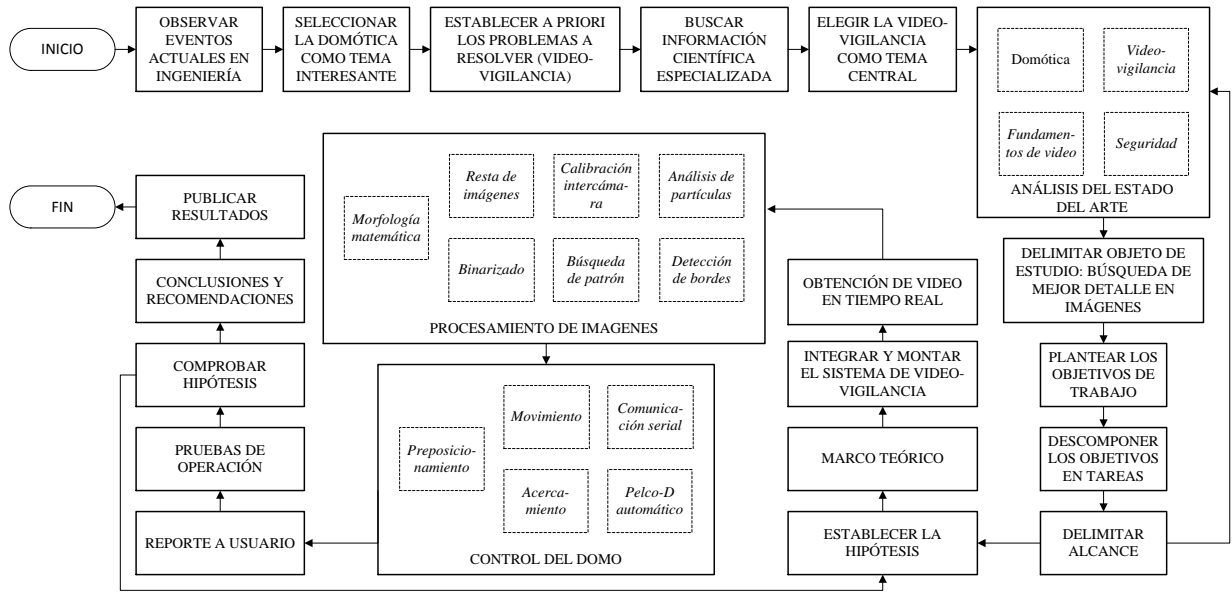 INICIO
OBSERVAR
EVENTOS
ACTUALES EN
INGENIERÍA
SELECCIONAR
LA DOMÓTICA
COMO TEMA
INTERESANTE
ESTABLECER A PRIORI
LOS PROBLEMAS A
RESOLVER (VIDEO-
VIGILANCIA)
BUSCAR
INFORMACIÓN
CIENTÍFICA
ESPECIALIZADA
ELEGIR LA VIDEO-
VIGILANCIA
COMO TEMA
CENTRAL
Domótica
Video-
vigilancia
Fundamen-
tos de video
Seguridad
ANÁLISIS DEL ESTADO
DEL ARTE
DELIMITAR OBJETO DE
ESTUDIO: BÚSQUEDA DE
MEJOR DETALLE EN
IMÁGENES
PLANTEAR LOS
OBJETIVOS DE
TRABAJO
DESCOMPONER
LOS OBJETIVOS
EN TAREAS
DELIMITAR
ALCANCE
ESTABLECER LA
HIPÓTESIS
MARCO TEÓRICO
INTEGRAR Y MONTAR
EL SISTEMA DE VIDEO-
VIGILANCIA
OBTENCIÓN DE VIDEO
EN TIEMPO REAL
Morfología
matemática
Resta de
imágenes
Calibración
intercáma-
ra
Análisis de
partículas
Binarizado
Búsqueda
de patrón
Detección
de bordes
PROCESAMIENTO DE IMAGENES
Preposicio-
namiento
Movimiento
Comunica-
ción serial
Acerca-
miento
Pelco-D
automático
CONTROL DEL DOMO
REPORTE A USUARIO
PRUEBAS DE
OPERACIÓN
COMPROBAR
HIPÓTESIS
CONCLUSIONES Y
RECOMENDACIONES
PUBLICAR
RESULTADOS
FIN